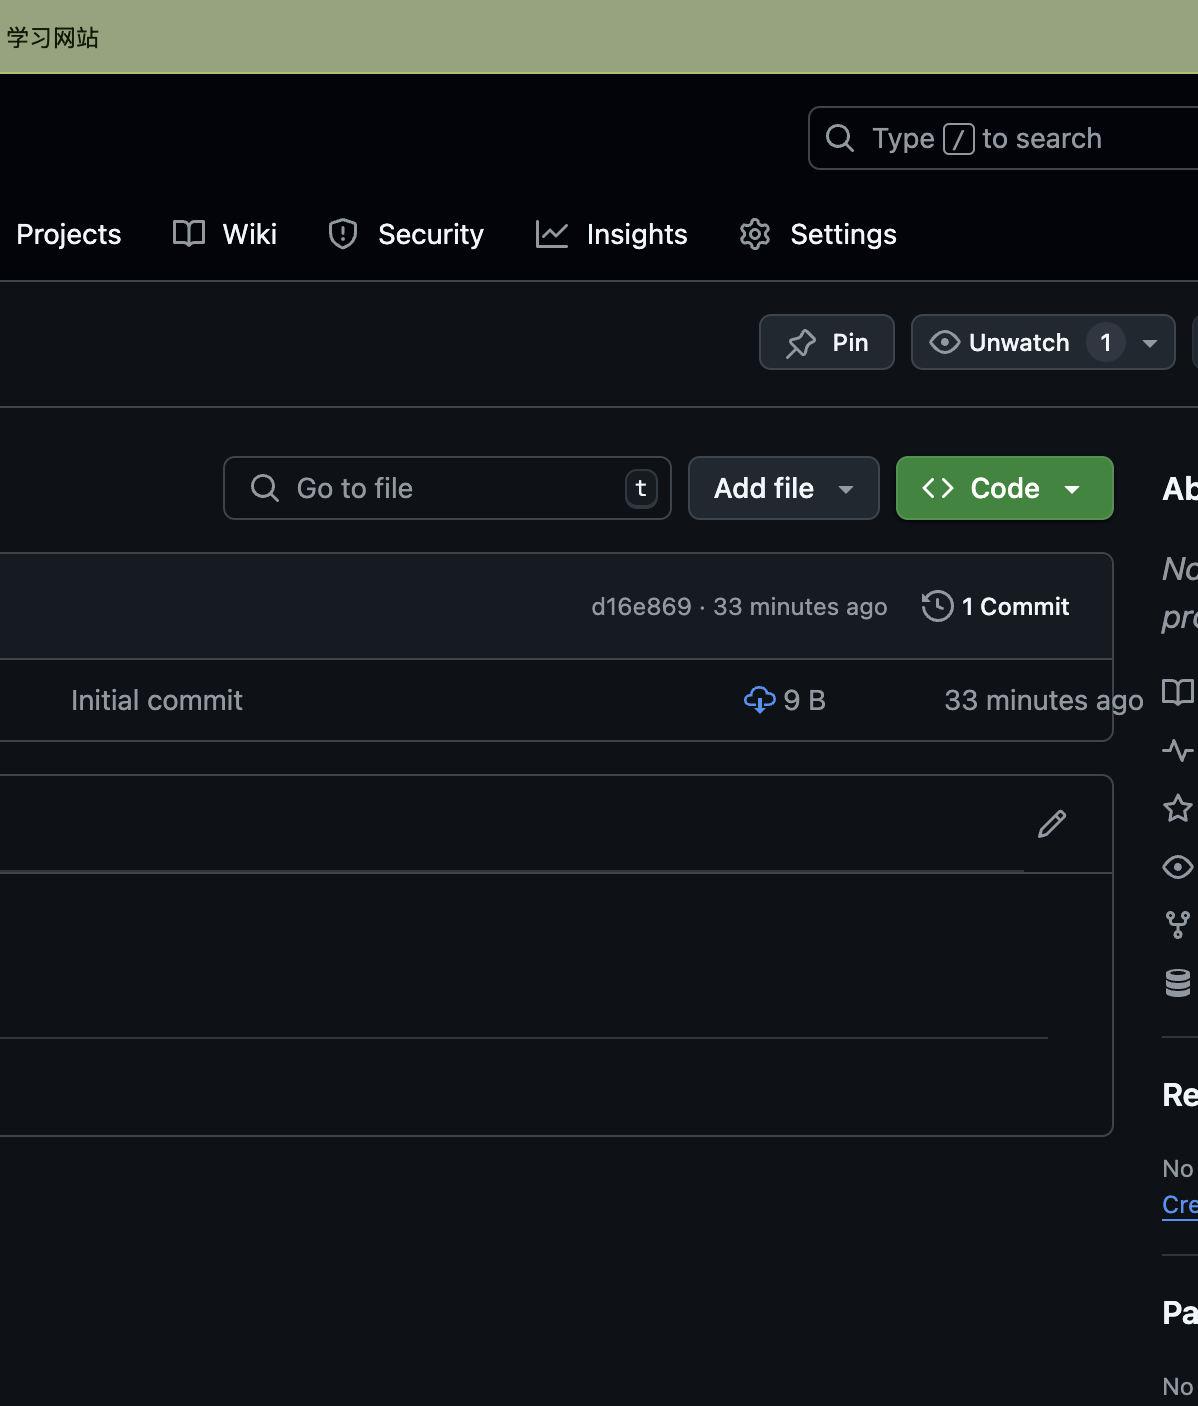 学习网站
Type / to search
Projects Wiki Security Insights Settings
Pin Unwatch 1
Go to file t Add file Code
Ab
No
pro
d16e869 · 33 minutes ago 1 Commit
Initial commit 9 B 33 minutes ago
Re
No
Cre
Pa
No